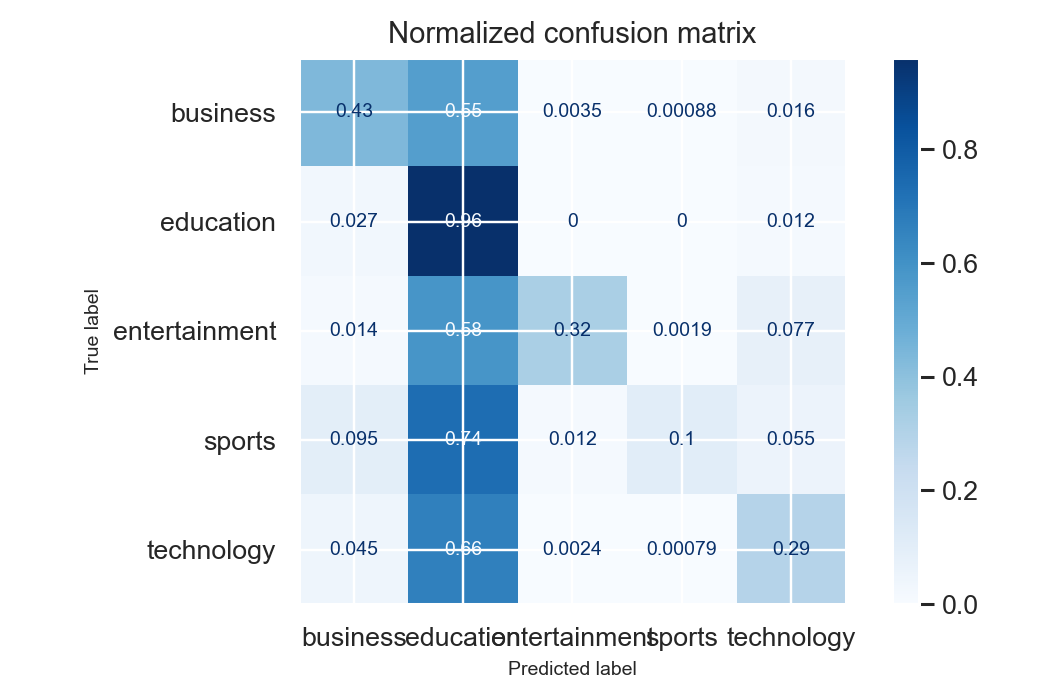 Normalized confusion matrix
business 0.43 0.55 0.0035 0.00088 0.016
education 0.027 0.96 0 0 0.012
entertainment 0.014 0.58 0.32 0.0019 0.077
sports 0.095 0.74 0.012 0.1 0.055
technology 0.045 0.66 0.0024 0.00079 0.29
business education entertainment sports technology
Predicted label
True label
0.8
0.6
0.4
0.2
0.0